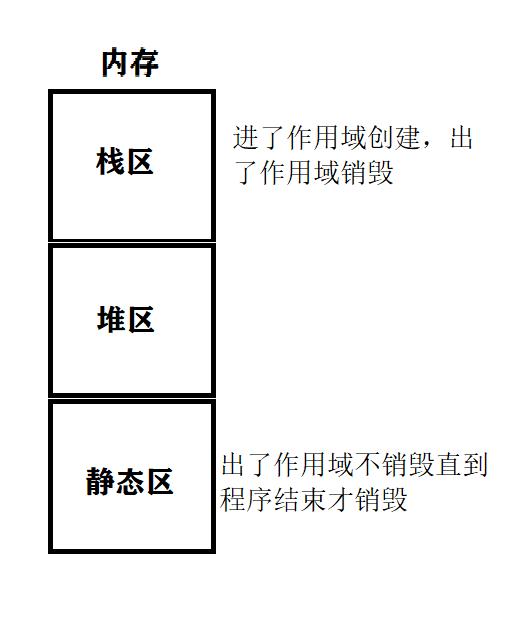 内存
栈区
进了作用域创建，出
了作用域销毁
堆区
静态区
出了作用域不销毁直到
程序结束才销毁